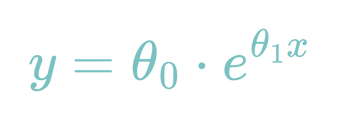 y = θ₀ · e^{θ₁x}